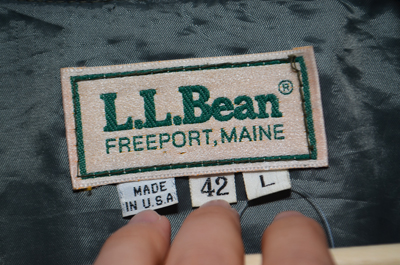 L.L.Bean®
FREEPORT, MAINE
MADE
IN U.S.A
42
L